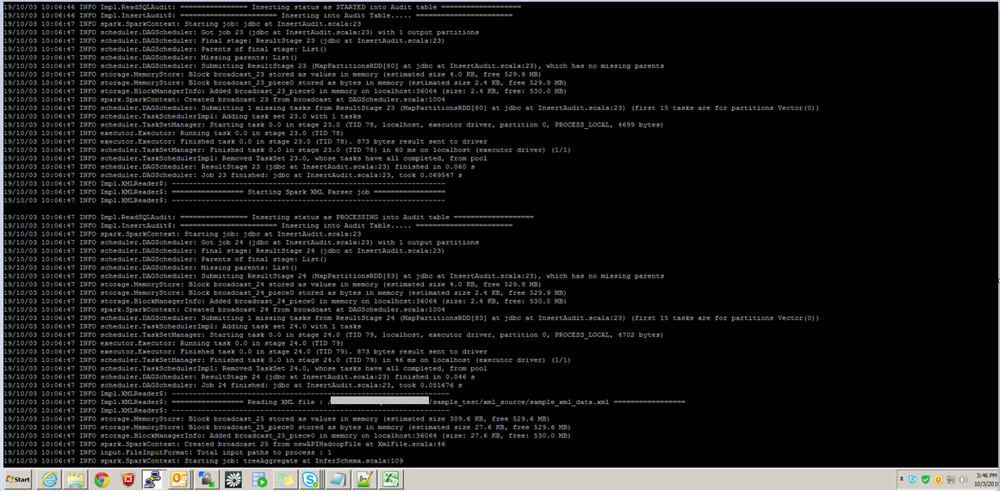 19/10/03 10:06:46 INFO Impl.ReadSQLAudit: ================ Inserting status as STARTED into Audit table ===================
19/10/03 10:06:46 INFO Impl.InsertAudit$: ======================= Inserting into Audit Table..... =======================
19/10/03 10:06:47 INFO spark.SparkContext: Starting job: jdbc at InsertAudit.scala:23
19/10/03 10:06:47 INFO scheduler.DAGScheduler: Got job 23 (jdbc at InsertAudit.scala:23) with 1 output partitions
19/10/03 10:06:47 INFO scheduler.DAGScheduler: Final stage: ResultStage 23 (jdbc at InsertAudit.scala:23)
19/10/03 10:06:47 INFO scheduler.DAGScheduler: Parents of final stage: List()
19/10/03 10:06:47 INFO scheduler.DAGScheduler: Missing parents: List()
19/10/03 10:06:47 INFO scheduler.DAGScheduler: Submitting ResultStage 23 (MapPartitionsRDD[80] at jdbc at InsertAudit.scala:23), which has no missing parents
19/10/03 10:06:47 INFO storage.MemoryStore: Block broadcast_23 stored as values in memory (estimated size 4.0 KB, free 529.9 MB)
19/10/03 10:06:47 INFO storage.MemoryStore: Block broadcast_23_piece0 stored as bytes in memory (estimated size 2.4 KB, free 529.9 MB)
19/10/03 10:06:47 INFO storage.BlockManagerInfo: Added broadcast_23_piece0 in memory on localhost:36064 (size: 2.4 KB, free: 530.0 MB)
19/10/03 10:06:47 INFO spark.SparkContext: Created broadcast 23 from broadcast at DAGScheduler.scala:1004
19/10/03 10:06:47 INFO scheduler.DAGScheduler: Submitting 1 missing tasks from ResultStage 23 (MapPartitionsRDD[80] at jdbc at InsertAudit.scala:23) (first 15 tasks are for partitions Vector(0))
19/10/03 10:06:47 INFO scheduler.TaskSchedulerImpl: Adding task set 23.0 with 1 tasks
19/10/03 10:06:47 INFO scheduler.TaskSetManager: Starting task 0.0 in stage 23.0 (TID 78, localhost, executor driver, partition 0, PROCESS_LOCAL, 4699 bytes)
19/10/03 10:06:47 INFO executor.Executor: Running task 0.0 in stage 23.0 (TID 78)
19/10/03 10:06:47 INFO executor.Executor: Finished task 0.0 in stage 23.0 (TID 78). 873 bytes result sent to driver
19/10/03 10:06:47 INFO scheduler.TaskSetManager: Finished task 0.0 in stage 23.0 (TID 78) in 60 ms on localhost (executor driver) (1/1)
19/10/03 10:06:47 INFO scheduler.TaskSchedulerImpl: Removed TaskSet 23.0, whose tasks have all completed, from pool
19/10/03 10:06:47 INFO scheduler.DAGScheduler: ResultStage 23 (jdbc at InsertAudit.scala:23) finished in 0.060 s
19/10/03 10:06:47 INFO scheduler.DAGScheduler: Job 23 finished: jdbc at InsertAudit.scala:23, took 0.069547 s
19/10/03 10:06:47 INFO Impl.XMLReader$: -----------------------------------------------------------------
19/10/03 10:06:47 INFO Impl.XMLReader$: ================= Starting Spark XML Parser job =================
19/10/03 10:06:47 INFO Impl.XMLReader$: -----------------------------------------------------------------
19/10/03 10:06:47 INFO Impl.ReadSQLAudit: ================ Inserting status as PROCESSING into Audit table ===================
19/10/03 10:06:47 INFO Impl.InsertAudit$: ======================= Inserting into Audit Table..... =======================
19/10/03 10:06:47 INFO spark.SparkContext: Starting job: jdbc at InsertAudit.scala:23
19/10/03 10:06:47 INFO scheduler.DAGScheduler: Got job 24 (jdbc at InsertAudit.scala:23) with 1 output partitions
19/10/03 10:06:47 INFO scheduler.DAGScheduler: Final stage: ResultStage 24 (jdbc at InsertAudit.scala:23)
19/10/03 10:06:47 INFO scheduler.DAGScheduler: Parents of final stage: List()
19/10/03 10:06:47 INFO scheduler.DAGScheduler: Missing parents: List()
19/10/03 10:06:47 INFO scheduler.DAGScheduler: Submitting ResultStage 24 (MapPartitionsRDD[83] at jdbc at InsertAudit.scala:23), which has no missing parents
19/10/03 10:06:47 INFO storage.MemoryStore: Block broadcast_24 stored as values in memory (estimated size 4.0 KB, free 529.9 MB)
19/10/03 10:06:47 INFO storage.MemoryStore: Block broadcast_24_piece0 stored as bytes in memory (estimated size 2.4 KB, free 529.9 MB)
19/10/03 10:06:47 INFO storage.BlockManagerInfo: Added broadcast_24_piece0 in memory on localhost:36064 (size: 2.4 KB, free: 530.0 MB)
19/10/03 10:06:47 INFO spark.SparkContext: Created broadcast 24 from broadcast at DAGScheduler.scala:1004
19/10/03 10:06:47 INFO scheduler.DAGScheduler: Submitting 1 missing tasks from ResultStage 24 (MapPartitionsRDD[83] at jdbc at InsertAudit.scala:23) (first 15 tasks are for partitions Vector(0))
19/10/03 10:06:47 INFO scheduler.TaskSchedulerImpl: Adding task set 24.0 with 1 tasks
19/10/03 10:06:47 INFO scheduler.TaskSetManager: Starting task 0.0 in stage 24.0 (TID 79, localhost, executor driver, partition 0, PROCESS_LOCAL, 4702 bytes)
19/10/03 10:06:47 INFO executor.Executor: Running task 0.0 in stage 24.0 (TID 79)
19/10/03 10:06:47 INFO executor.Executor: Finished task 0.0 in stage 24.0 (TID 79). 873 bytes result sent to driver
19/10/03 10:06:47 INFO scheduler.TaskSetManager: Finished task 0.0 in stage 24.0 (TID 79) in 46 ms on localhost (executor driver) (1/1)
19/10/03 10:06:47 INFO scheduler.TaskSchedulerImpl: Removed TaskSet 24.0, whose tasks have all completed, from pool
19/10/03 10:06:47 INFO scheduler.DAGScheduler: ResultStage 24 (jdbc at InsertAudit.scala:23) finished in 0.046 s
19/10/03 10:06:47 INFO scheduler.DAGScheduler: Job 24 finished: jdbc at InsertAudit.scala:23, took 0.051676 s
19/10/03 10:06:47 INFO Impl.XMLReader$: ------------------------------------------------------------------
19/10/03 10:06:47 INFO Impl.XMLReader$: ================= Reading XML file : / /sample_test/xml_source/sample_xml_data.xml =================
19/10/03 10:06:47 INFO Impl.XMLReader$: ------------------------------------------------------------------
19/10/03 10:06:47 INFO storage.MemoryStore: Block broadcast_25 stored as values in memory (estimated size 309.6 KB, free 529.6 MB)
19/10/03 10:06:47 INFO storage.MemoryStore: Block broadcast_25_piece0 stored as bytes in memory (estimated size 27.6 KB, free 529.6 MB)
19/10/03 10:06:47 INFO storage.BlockManagerInfo: Added broadcast_25_piece0 in memory on localhost:36064 (size: 27.6 KB, free: 530.0 MB)
19/10/03 10:06:47 INFO spark.SparkContext: Created broadcast 25 from newAPIHadoopFile at XmlFile.scala:46
19/10/03 10:06:47 INFO input.FileInputFormat: Total input paths to process : 1
19/10/03 10:06:47 INFO spark.SparkContext: Starting job: treeAggregate at InferSchema.scala:109
Start
3:46 PM
10/3/201